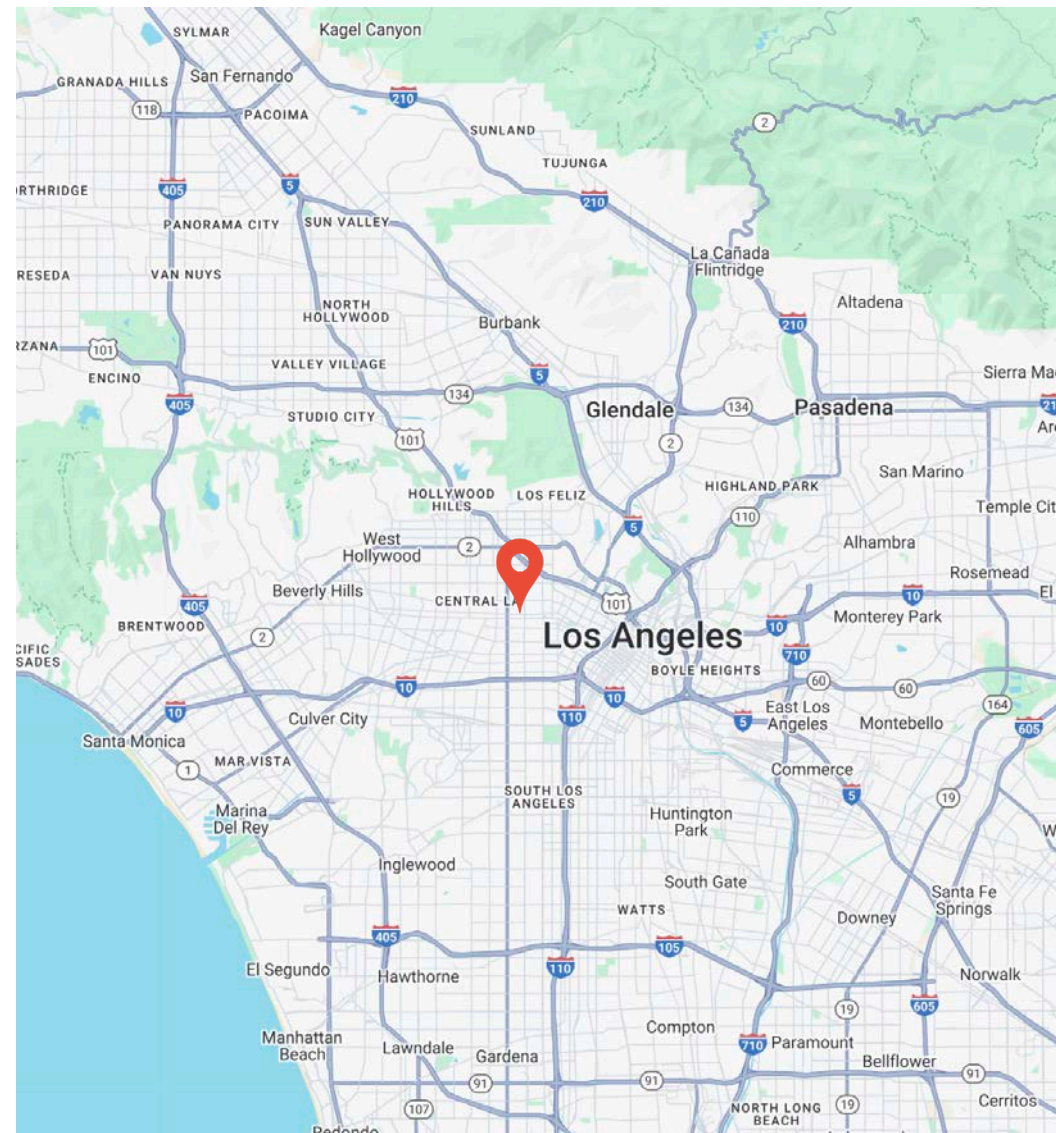 SYLMAR
Kagel Canyon
GRANADA HILLS
San Fernando
210
118
PACOIMA
SUNLAND
2
TUJUNGA
RTHRIDGE
405
5
210
PANORAMA CITY
SUN VALLEY
La Cañada
Flintridge
RESEDA
VAN NUYS
NORTH
HOLLYWOOD
Altadena
Burbank
210
RZANA
101
VALLEY VILLAGE
ENCINO
5
Sierra Ma
134
405
STUDIO CITY
Glendale
134
Pasadena
21
101
2
Ar
San Marino
HOLLYWOOD
HILLS
LOS FELIZ
HIGHLAND PARK
Temple Cit
5
110
West
Hollywood
2
Alhambra
Rosemead
Beverly Hills
CENTRAL LA
101
10
El
405
Monterey Park
BRENTWOOD
2
Los Angeles
10
CIFIC
SADES
710
BOYLE HEIGHTS
10
10
60
60
10
110
East Los
Angeles
164
Culver City
5
Montebello
605
Santa Monica
MAR VISTA
1
Commerce
SOUTH LOS
ANGELES
5
19
Marina
Del Rey
Huntington
Park
W
Inglewood
South Gate
Santa Fe
Springs
WATTS
Downey
405
105
El Segundo
Hawthorne
110
Norwalk
19
605
Manhattan
Beach
Lawndale
Gardena
Compton
710
Paramount
Bellflower
91
91
91
107
NORTH LONG
BEACH
19
Cerritos
Redondo